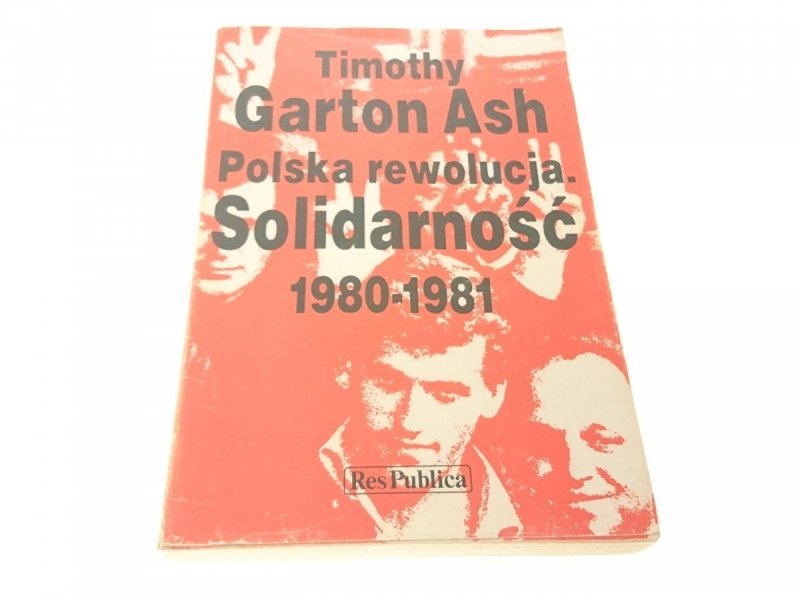 Timothy
Garton Ash
Polska rewolucja.
Solidarność
1980-1981
Res Publica